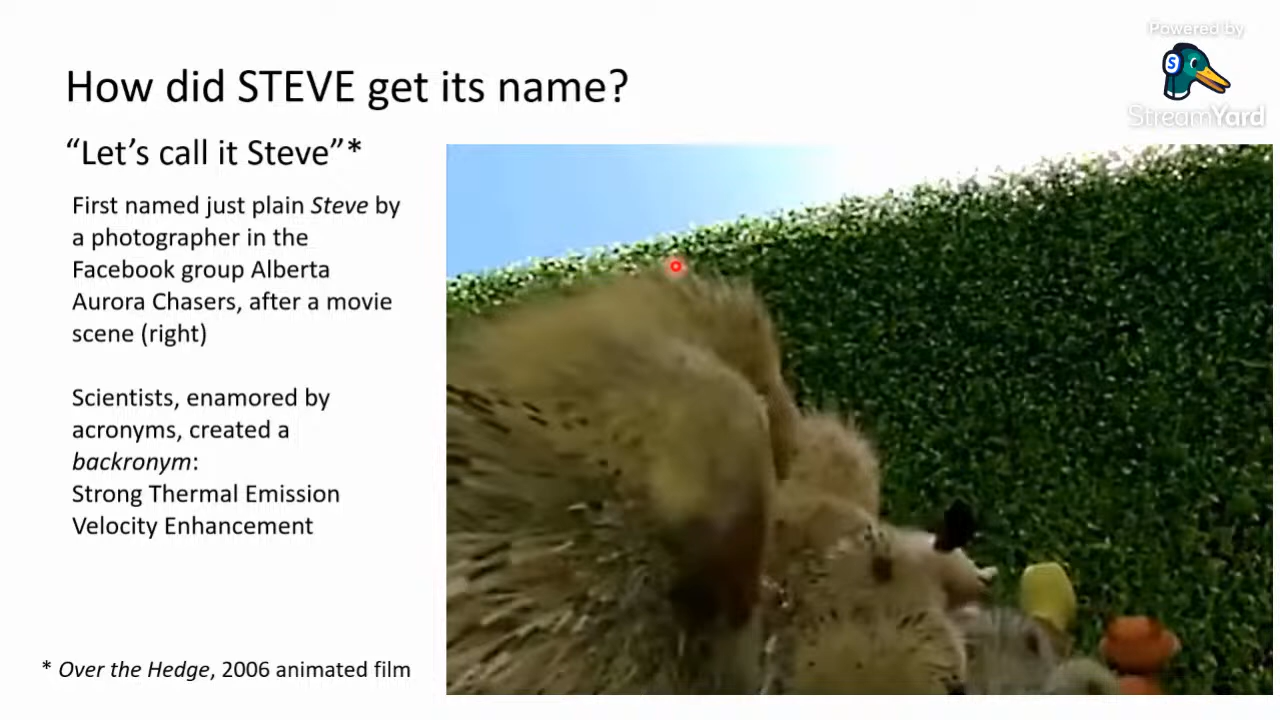 Powered by
S
StreamYard
How did STEVE get its name?
“Let’s call it Steve”*
First named just plain Steve by
a photographer in the
Facebook group Alberta
Aurora Chasers, after a movie
scene (right)
Scientists, enamored by
acronyms, created a
backronym:
Strong Thermal Emission
Velocity Enhancement
* Over the Hedge, 2006 animated film